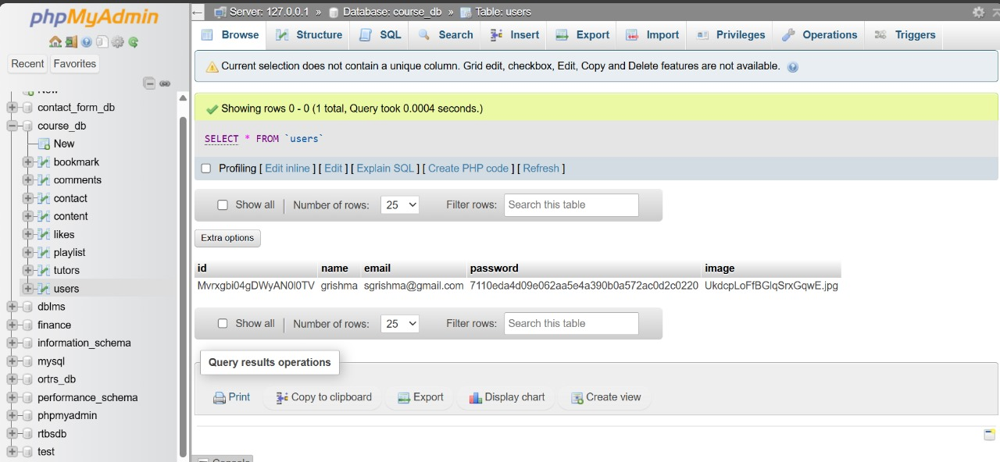 phpMyAdmin
Recent Favorites
New
contact_form_db
course_db
New
bookmark
comments
contact
content
likes
playlist
tutors
users
dblms
finance
information_schema
mysql
ortrs_db
performance_schema
phpmyadmin
rtbsdb
test
Server: 127.0.0.1 » Database: course_db » Table: users
Browse Structure SQL Search Insert Export Import Privileges Operations Triggers
Current selection does not contain a unique column. Grid edit, checkbox, Edit, Copy and Delete features are not available.
Showing rows 0 - 0 (1 total, Query took 0.0004 seconds.)
SELECT * FROM `users`
Profiling [ Edit inline ] [ Edit ] [ Explain SQL ] [ Create PHP code ] [ Refresh ]
Show all | Number of rows: 25 Filter rows: Search this table
Extra options
id name email password image
Mvrxgbi04gDWyAN0l0TV grishma sgrishma@gmail.com 7110eda4d09e062aa5e4a390b0a572ac0d2c0220 UkdcpLoFfBGlqSrxGqwE.jpg
Show all | Number of rows: 25 Filter rows: Search this table
Query results operations
Print Copy to clipboard Export Display chart Create view
Console